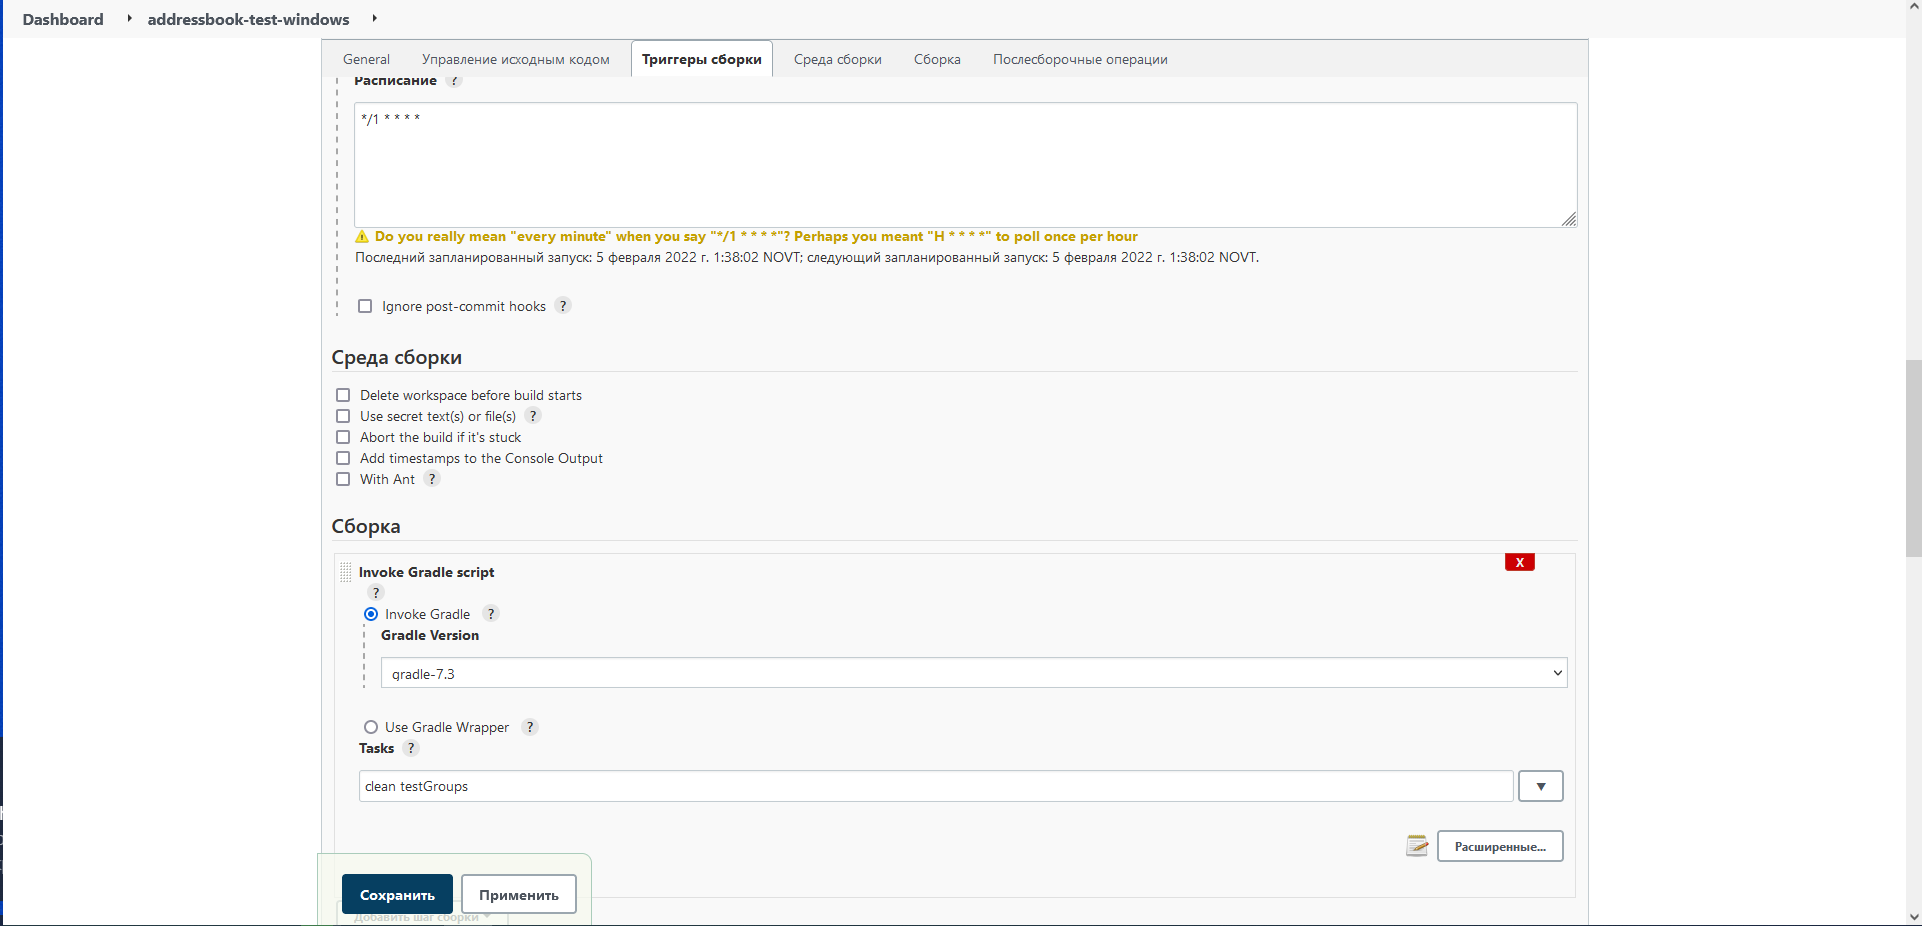 Dashboard addressbook-test-windows
General Управление исходным кодом Триггеры сборки Среда сборки Сборка Послесборочные операции
Расписание ?
*/1 * * * *
Do you really mean "every minute" when you say "*/1 * * * *"? Perhaps you meant "H * * * *" to poll once per hour
Последний запланированный запуск: 5 февраля 2022 г. 1:38:02 NOVT; следующий запланированный запуск: 5 февраля 2022 г. 1:38:02 NOVT.
Ignore post-commit hooks ?
Среда сборки
Delete workspace before build starts
Use secret text(s) or file(s) ?
Abort the build if it's stuck
Add timestamps to the Console Output
With Ant ?
Сборка
X
Invoke Gradle script
?
Invoke Gradle ?
Gradle Version
gradle-7.3
Use Gradle Wrapper ?
Tasks ?
clean testGroups
Расширенные...
Сохранить Применить
Добавить шаг сборки